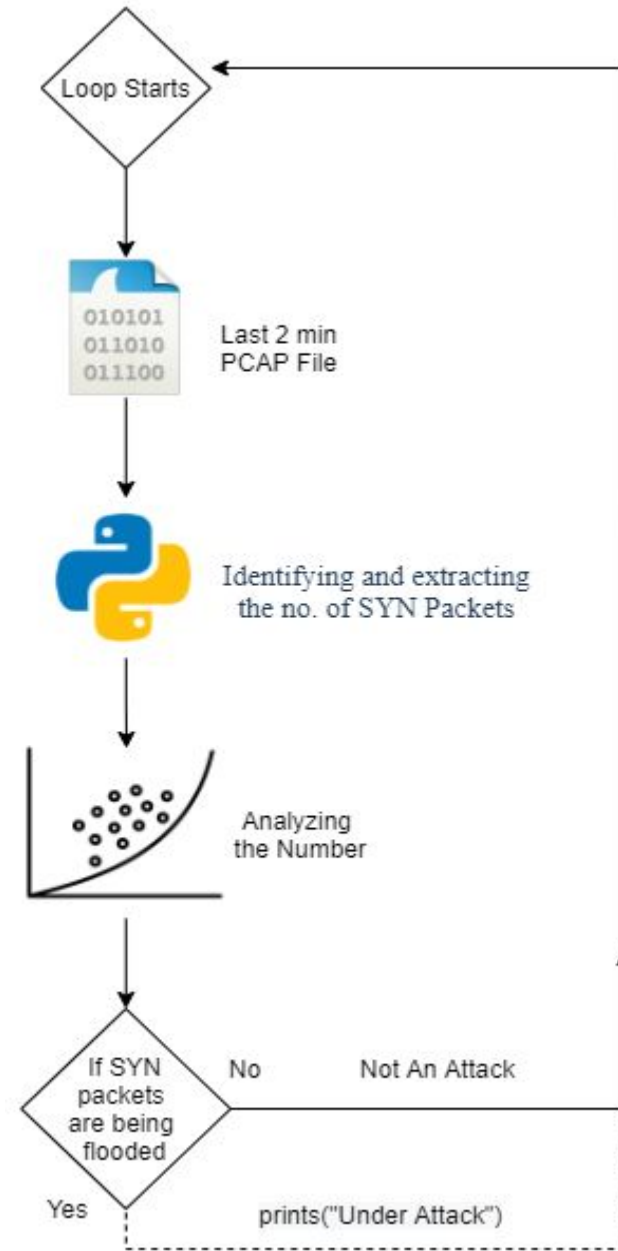 Loop Starts
010101
011010
011100
Last 2 min
PCAP File
Identifying and extracting
the no. of SYN Packets
Analyzing
the Number
If SYN
packets
are being
flooded
No
Not An Attack
Yes
prints("Under Attack")